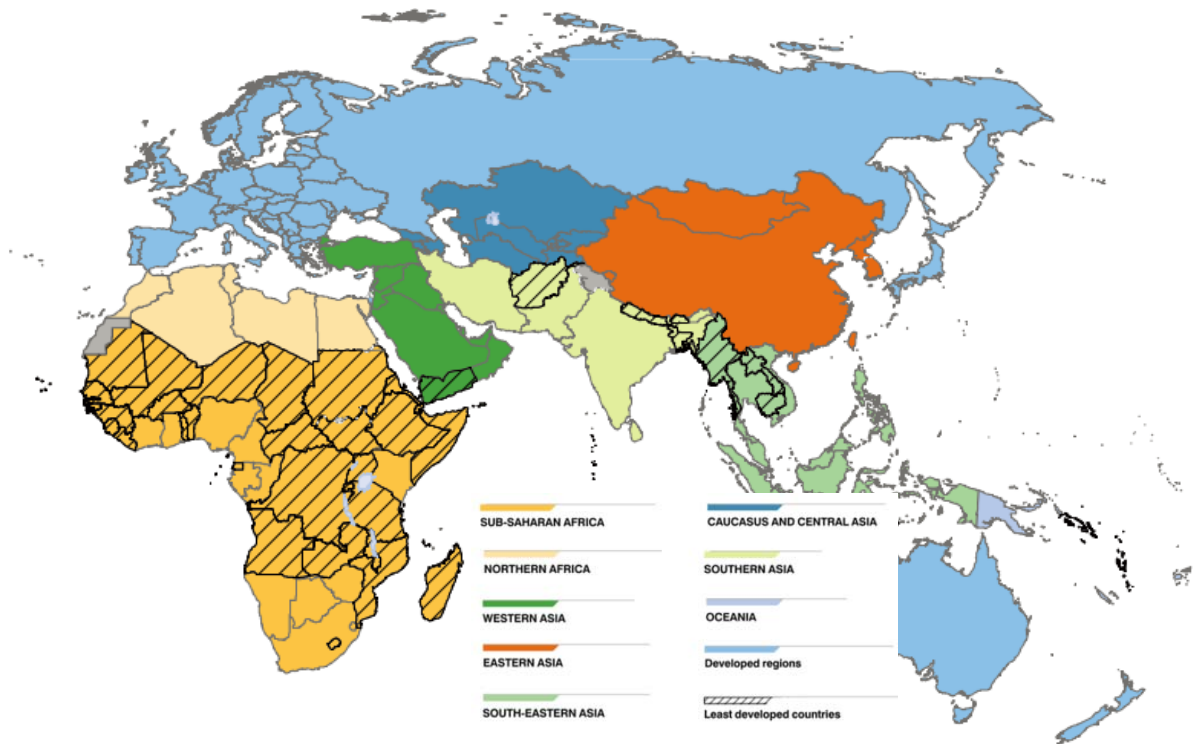 SUB-SAHARAN AFRICA
CAUCASUS AND CENTRAL ASIA
NORTHERN AFRICA
SOUTHERN ASIA
WESTERN ASIA
OCEANIA
EASTERN ASIA
Developed regions
SOUTH-EASTERN ASIA
Least developed countries